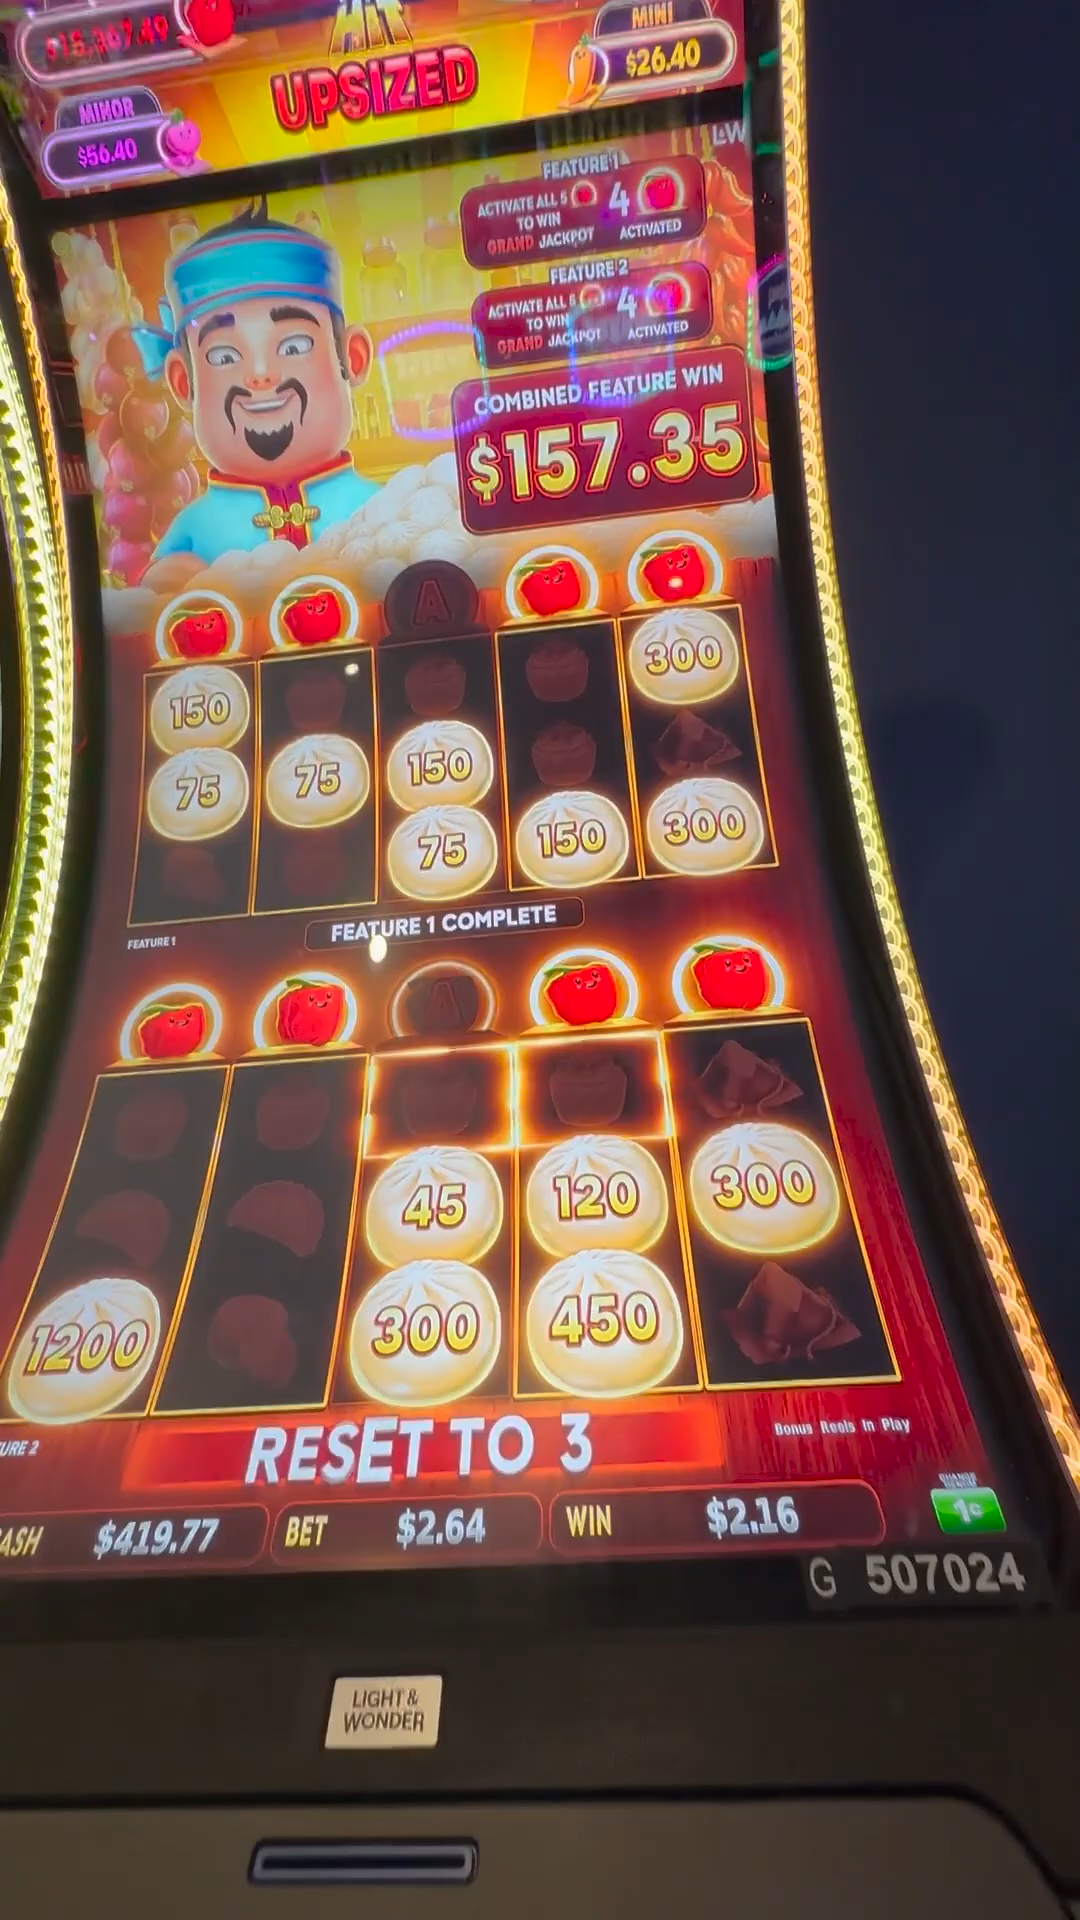 $15,367.49
HIT
UPSIZED
MINI
$26.40
MINOR
$56.40
L&W
FEATURE 1
ACTIVATE ALL 5
TO WIN
GRAND JACKPOT
4
ACTIVATED
FEATURE 2
ACTIVATE ALL 5
TO WIN
GRAND JACKPOT
4
ACTIVATED
COMBINED FEATURE WIN
$157.35
A
300
150
75
75
150
75
150
300
FEATURE 1
FEATURE 1 COMPLETE
A
45
120
300
1200
300
450
URE 2
RESET TO 3
Bonus Reels In Play
ASH $419.77
BET $2.64
WIN $2.16
1¢
G 507024
LIGHT &
WONDER